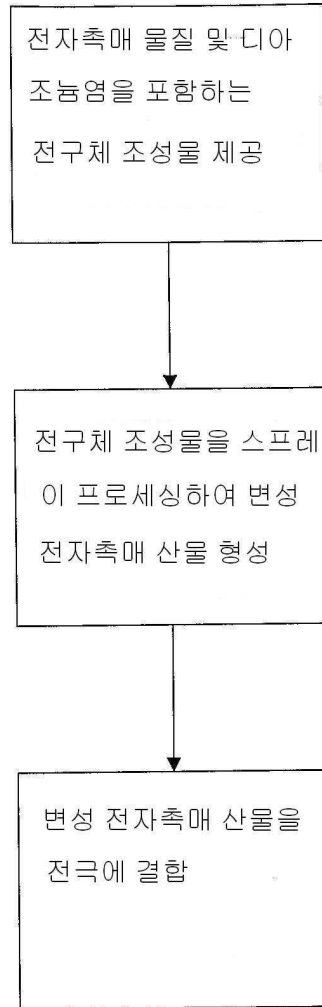 전자촉매 물질 및 디아
조늄염을 포함하는
전구체 조성물 제공
전구체 조성물을 스프레
이 프로세싱하여 변성
전자촉매 산물 형성
변성 전자촉매 산물을
전극에 결합